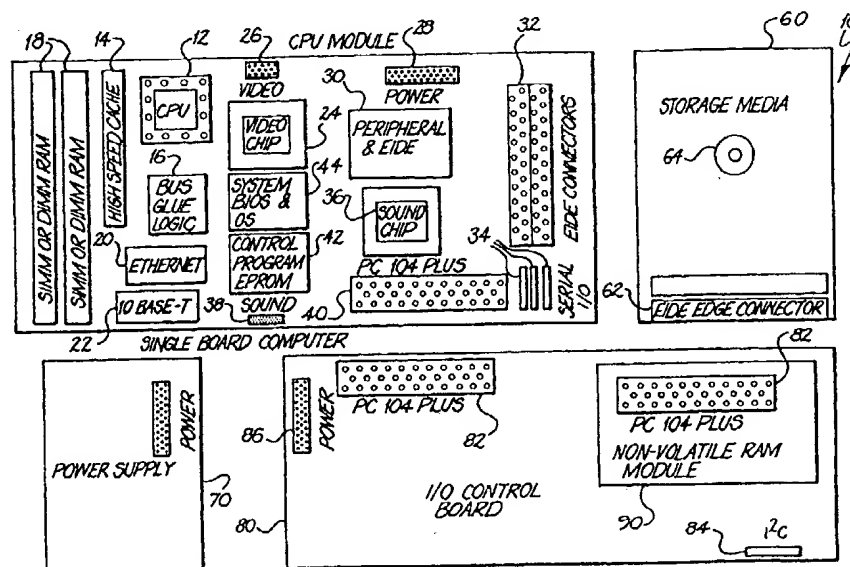 18
14
12
26
CPU MODULE
28
32
60
10
SIMM OR DIMM RAM
SIMM OR DIMM RAM
HIGH SPEED CACHE
CPU
VIDEO
VIDEO
CHIP
24
POWER
30
PERIPHERAL
& EIDE
EIDE CONNECTORS
STORAGE MEDIA
64
16
BUS
GLUE
LOGIC
44
SYSTEM
BIOS &
OS
36
SOUND
CHIP
20
ETHERNET
CONTROL
PROGRAM
EPROM
42
PC 104 PLUS
34
SERIAL
I/O
22
10 BASE-T
38
SOUND
40
62
EIDE EDGE CONNECTOR
SINGLE BOARD COMPUTER
POWER
POWER SUPPLY
70
86
POWER
PC 104 PLUS
82
82
PC 104 PLUS
NON-VOLATILE RAM
MODULE
80
I/O CONTROL
BOARD
90
84
I²C